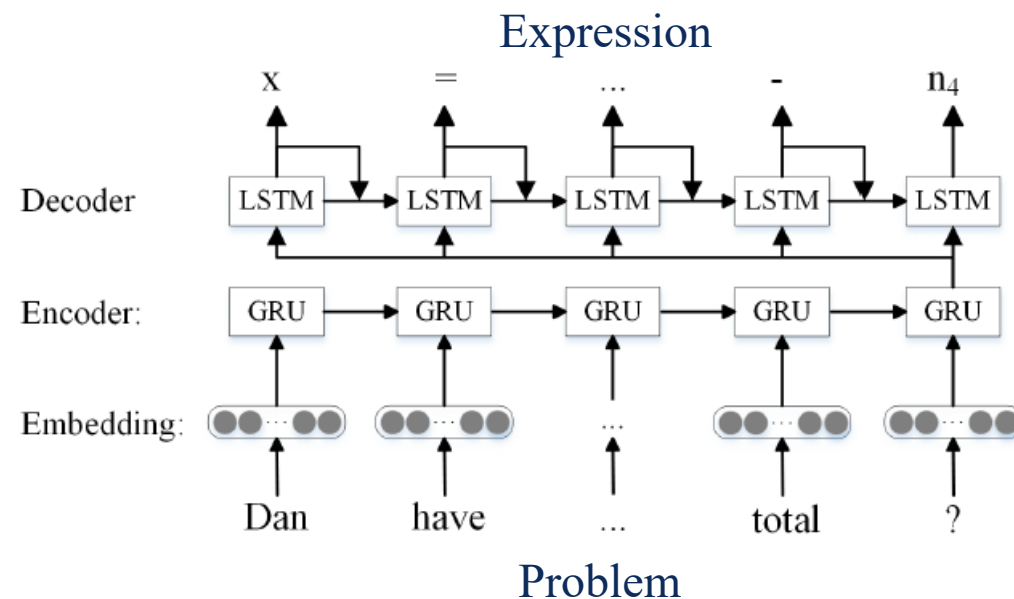 Expression
x = ... - n₄
Decoder LSTM LSTM LSTM LSTM LSTM
Encoder: GRU GRU GRU GRU GRU
Embedding: ... ... ... ... ...
Dan have ... total ?
Problem